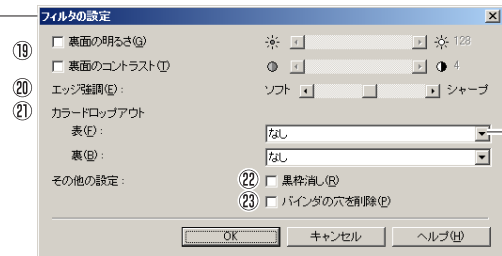 フィルタの設定
⑲ 裏面の明るさ(G) 128
裏面のコントラスト(T) 4
⑳ エッジ強調(E): ソフト シャープ
㉑ カラードロップアウト
表(F): なし
裏(B): なし
その他の設定: ㉒ 黒枠消し(R)
㉓ バインダの穴を削除(P)
OK キャンセル ヘルプ(H)